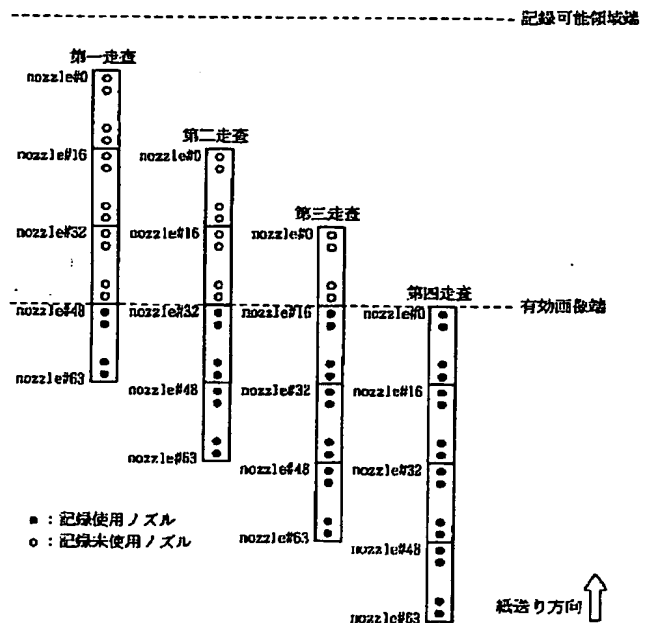 記録可能領域端
第一走査
nozzle#0
nozzle#16
nozzle#32
nozzle#48
nozzle#63
第二走査
nozzle#0
nozzle#16
nozzle#32
nozzle#48
nozzle#63
第三走査
nozzle#0
nozzle#16
nozzle#32
nozzle#48
nozzle#63
第四走査
nozzle#0
nozzle#16
nozzle#32
nozzle#48
nozzle#63
有効画像端
●：記録使用ノズル
○：記録未使用ノズル
紙送り方向